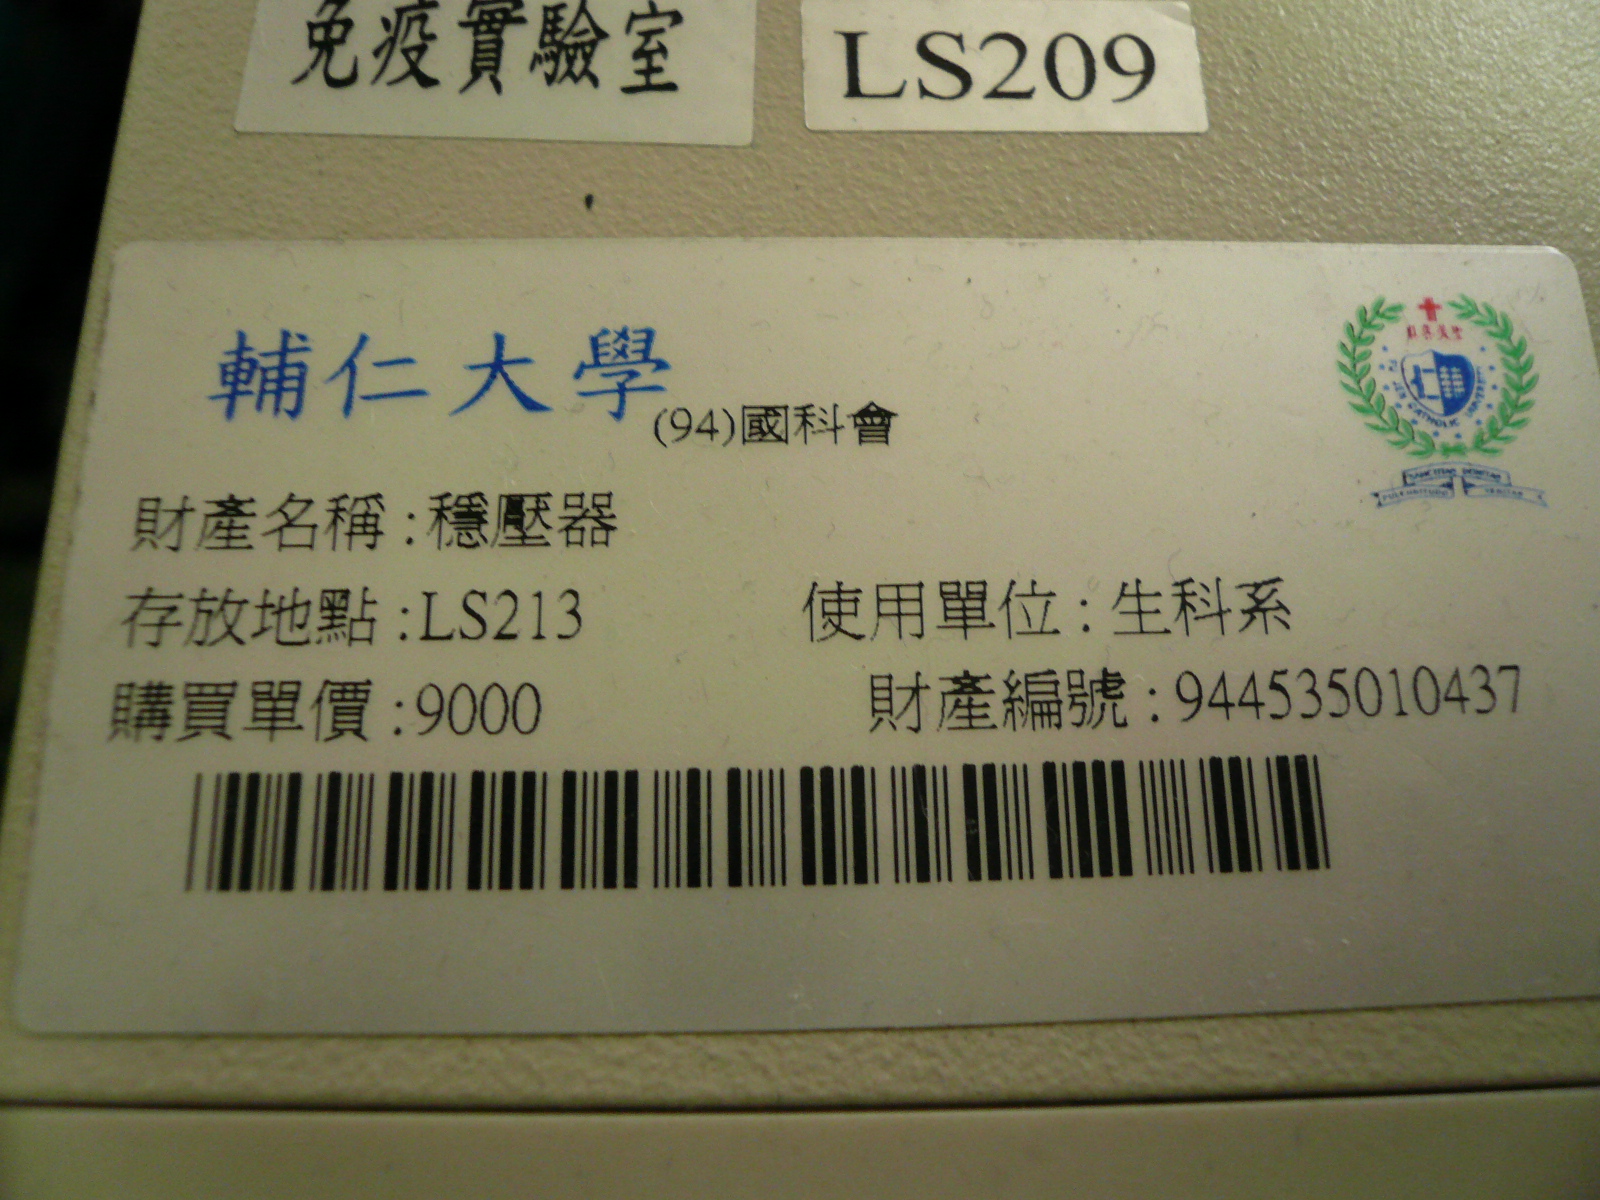 免疫實驗室
LS209
輔仁大學
(94)國科會
財產名稱:穩壓器
存放地點:LS213
使用單位:生科系
購買單價:9000
財產編號:944535010437